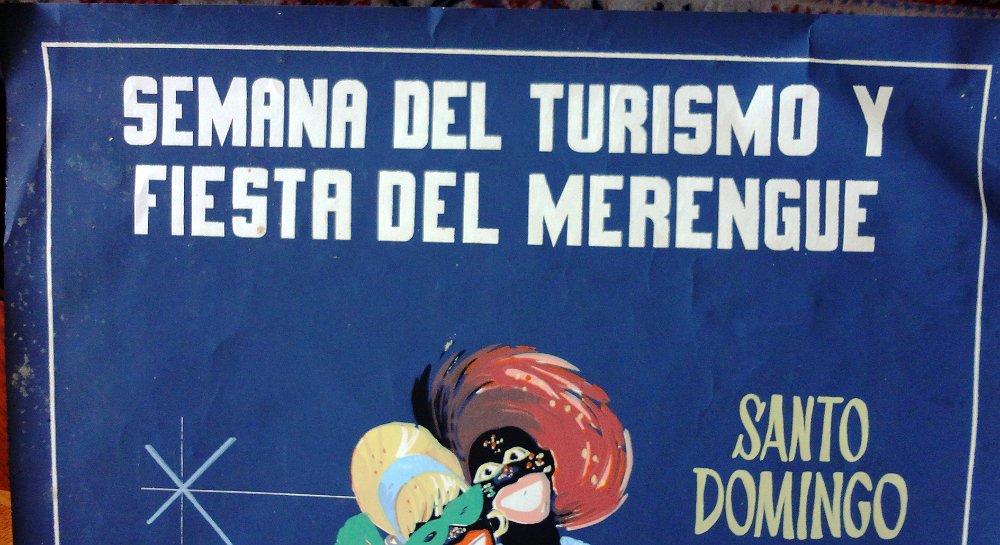 SEMANA DEL TURISMO Y
FIESTA DEL MERENGUE
SANTO
DOMINGO